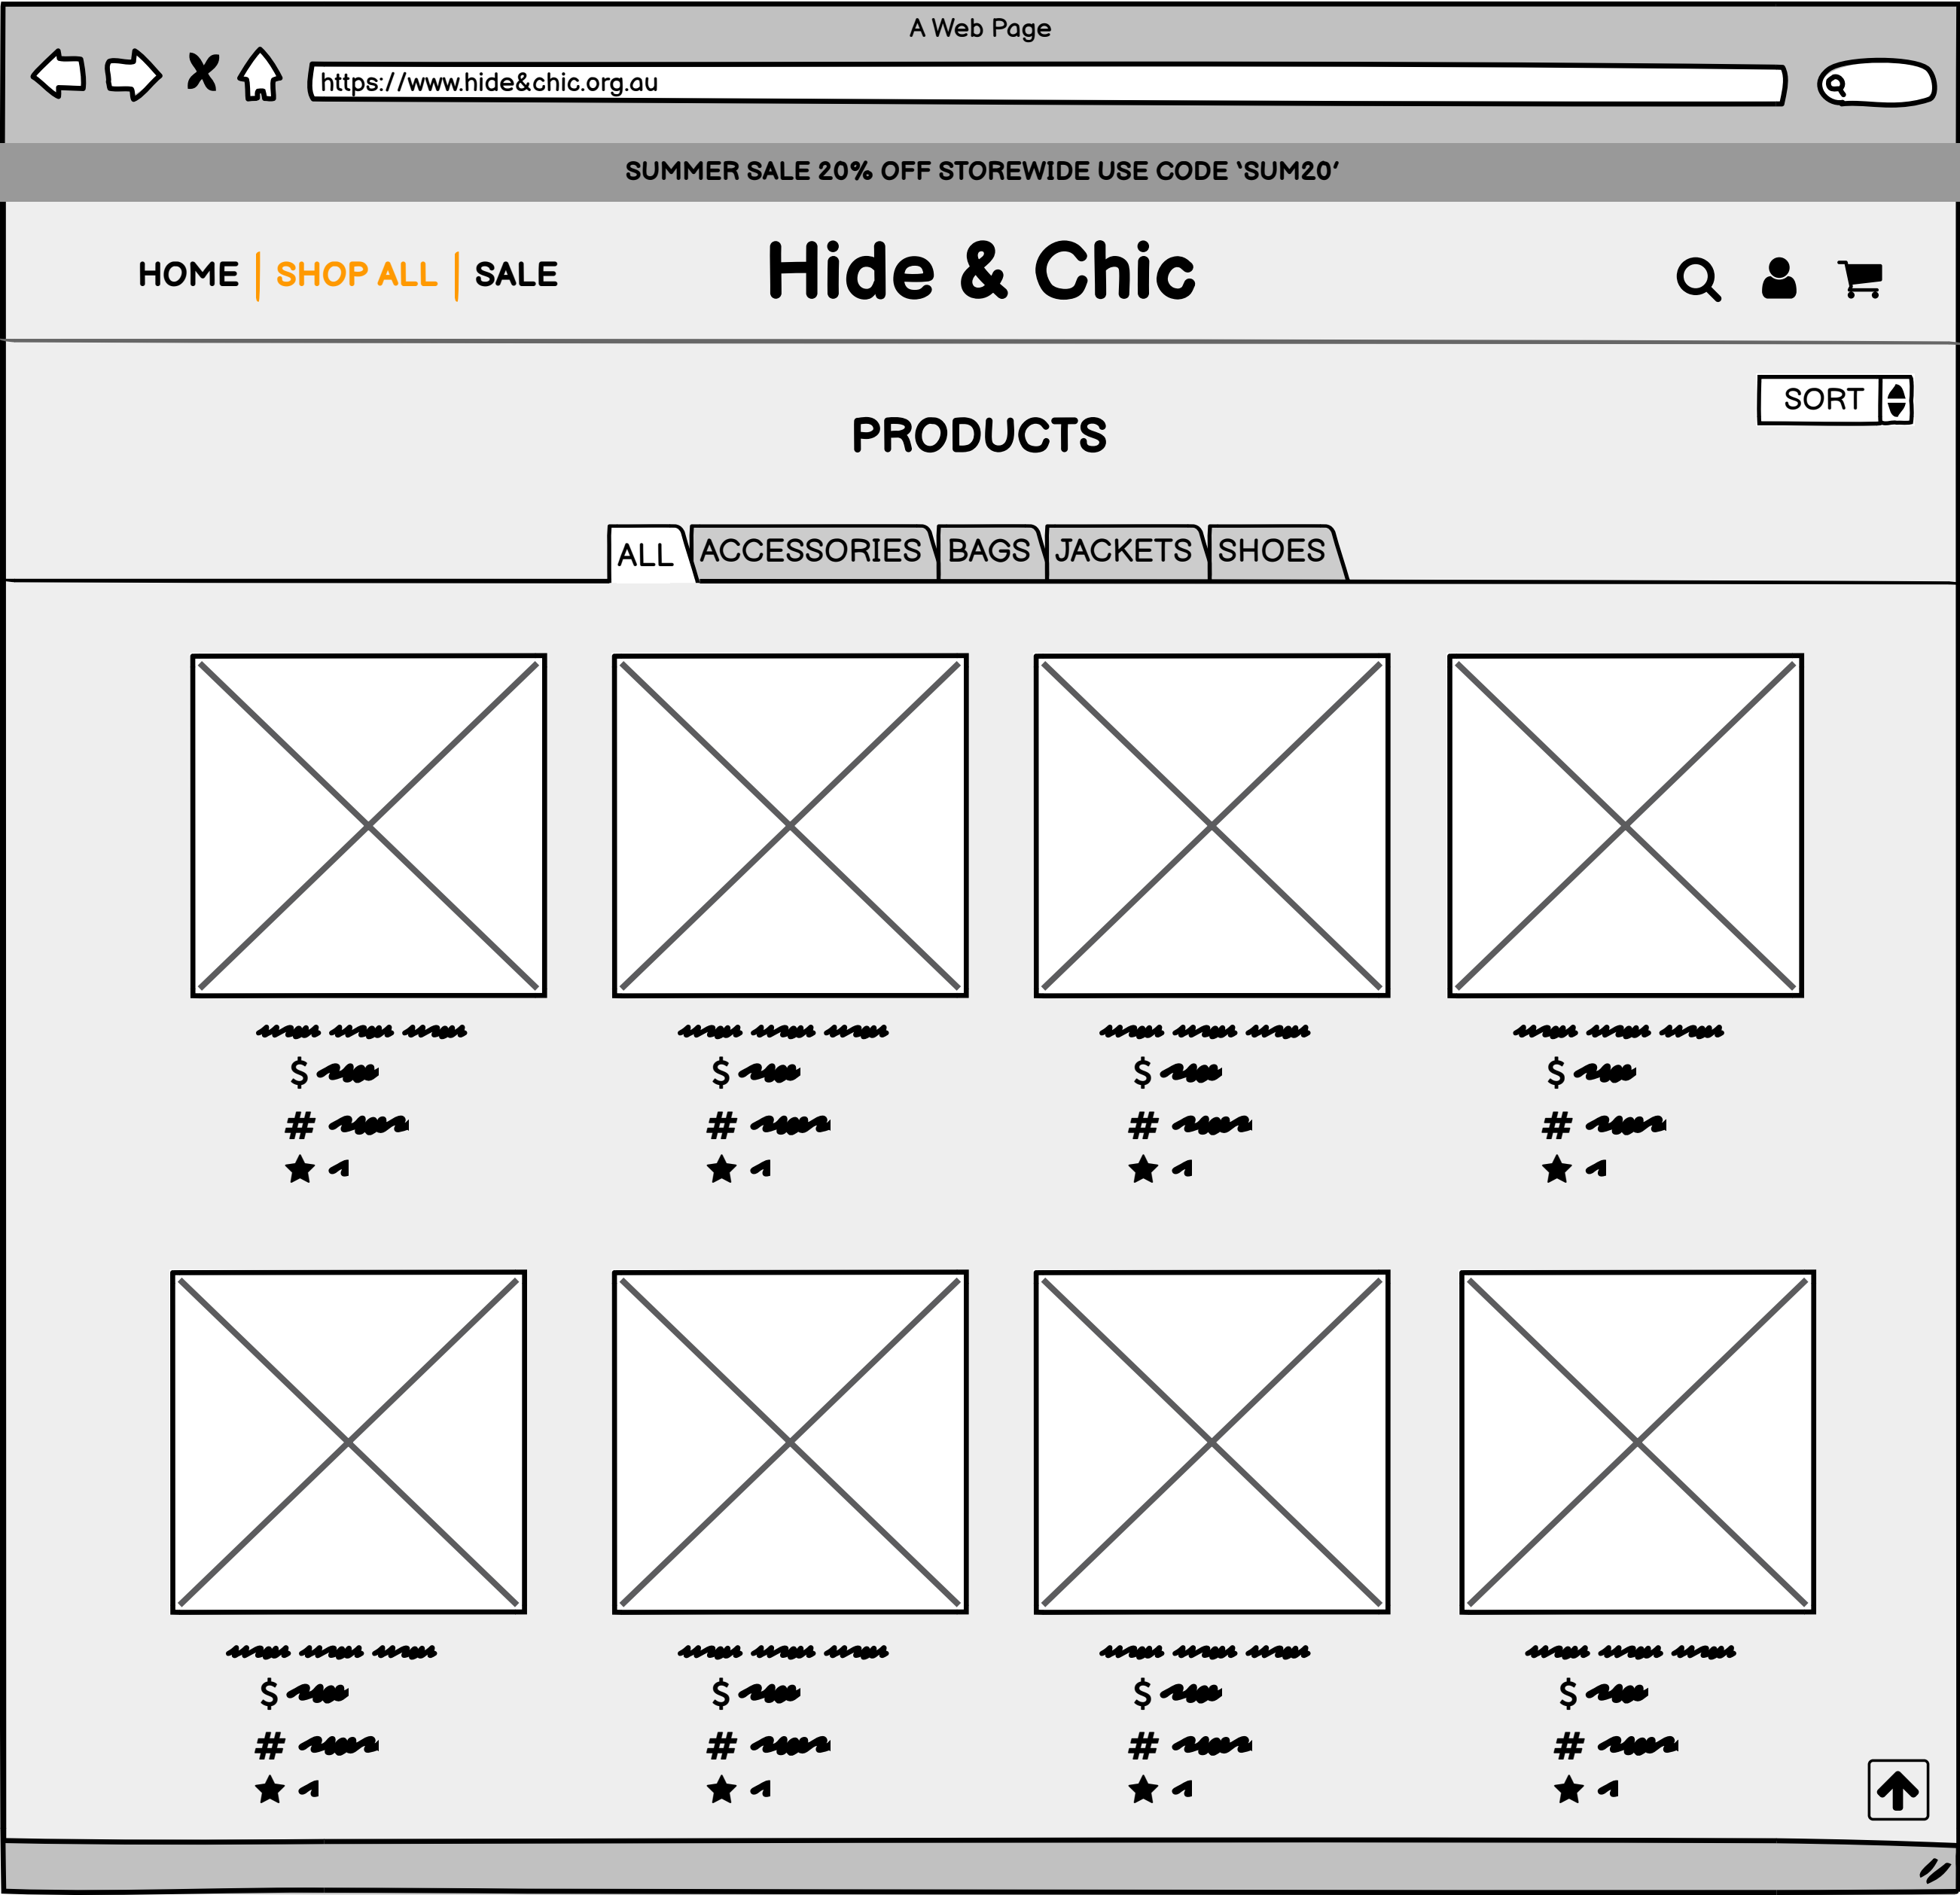 A Web Page
https://www.hide&chic.org.au
SUMMER SALE 20% OFF STOREWIDE USE CODE 'SUM20'
HOME | SHOP ALL | SALE
Hide & Chic
SORT
PRODUCTS
ALL ACCESSORIES BAGS JACKETS SHOES
$ $ $ $
# # # #
$ $ $ $
# # # #